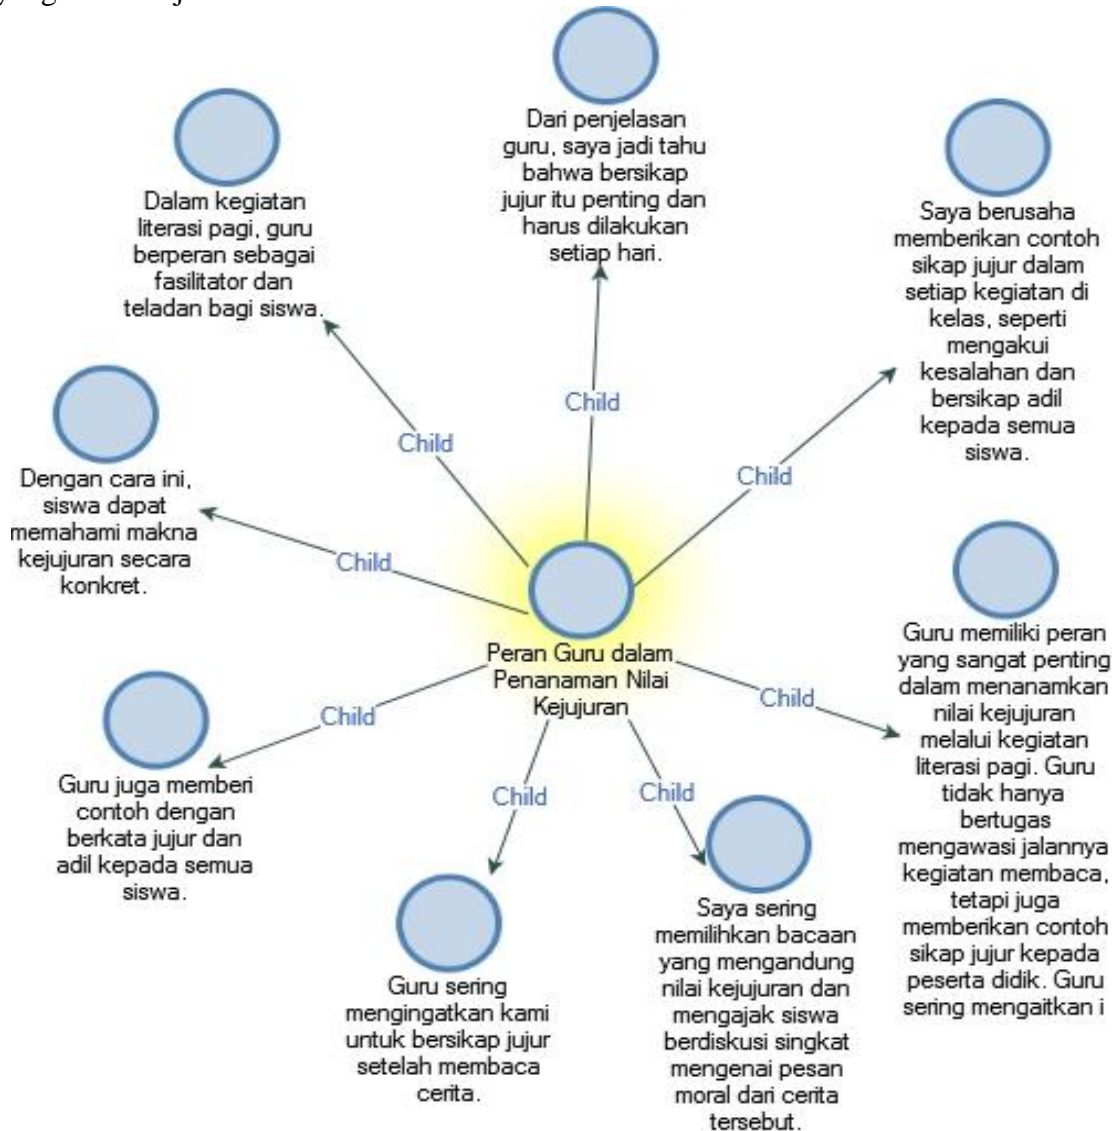 Dari penjelasan
guru, saya jadi tahu
bahwa bersikap
jujur itu penting dan
harus dilakukan
setiap hari.
Dalam kegiatan
literasi pagi, guru
berperan sebagai
fasilitator dan
teladan bagi siswa.
Saya berusaha
memberikan contoh
sikap jujur dalam
setiap kegiatan di
kelas, seperti
mengakui
kesalahan dan
bersikap adil
kepada semua
siswa.
Child
Child
Child
Dengan cara ini,
siswa dapat
memahami makna
kejujuran secara
konkret.
Child
Peran Guru dalam
Penanaman Nilai
Kejujuran
Guru memiliki peran
yang sangat penting
dalam menanamkan
nilai kejujuran
melalui kegiatan
literasi pagi. Guru
tidak hanya
bertugas
mengawasi jalannya
kegiatan membaca,
tetapi juga
memberikan contoh
sikap jujur kepada
peserta didik. Guru
sering mengaitkan i
Child
Child
Child
Child
Guru juga memberi
contoh dengan
berkata jujur dan
adil kepada semua
siswa.
Guru sering
mengingatkan kami
untuk bersikap jujur
setelah membaca
cerita.
Saya sering
memilihkan bacaan
yang mengandung
nilai kejujuran dan
mengajak siswa
berdiskusi singkat
mengenai pesan
moral dari cerita
tersebut.